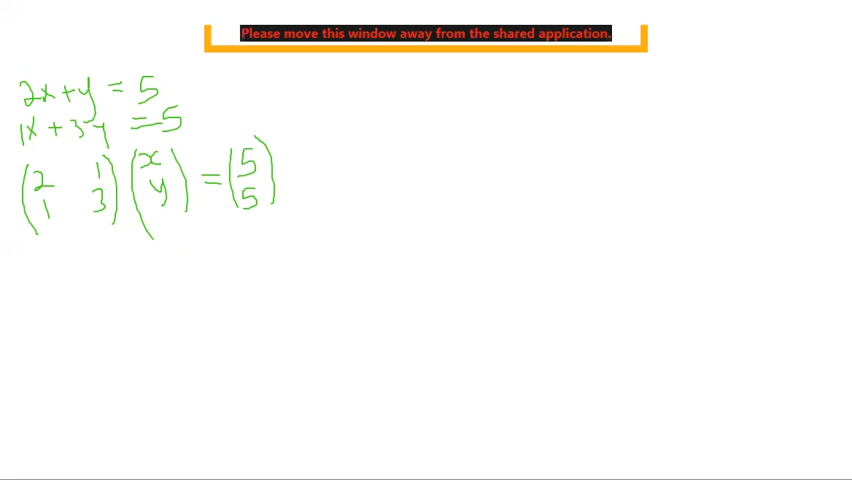 Please move this window away from the shared application.
2x+y = 5
1x + 3y = 5
(2 1) (x) = (5)
(1 3) (y) (5)